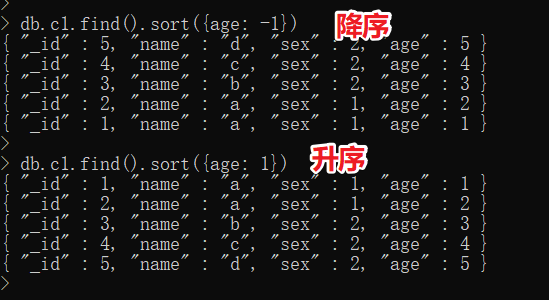 >
> db.c1.find().sort({age: -1}) 降序
{ "_id" : 5, "name" : "d", "sex" : 2, "age" : 5 }
{ "_id" : 4, "name" : "c", "sex" : 2, "age" : 4 }
{ "_id" : 3, "name" : "b", "sex" : 2, "age" : 3 }
{ "_id" : 2, "name" : "a", "sex" : 1, "age" : 2 }
{ "_id" : 1, "name" : "a", "sex" : 1, "age" : 1 }
>
> db.c1.find().sort({age: 1}) 升序
{ "_id" : 1, "name" : "a", "sex" : 1, "age" : 1 }
{ "_id" : 2, "name" : "a", "sex" : 1, "age" : 2 }
{ "_id" : 3, "name" : "b", "sex" : 2, "age" : 3 }
{ "_id" : 4, "name" : "c", "sex" : 2, "age" : 4 }
{ "_id" : 5, "name" : "d", "sex" : 2, "age" : 5 }
>